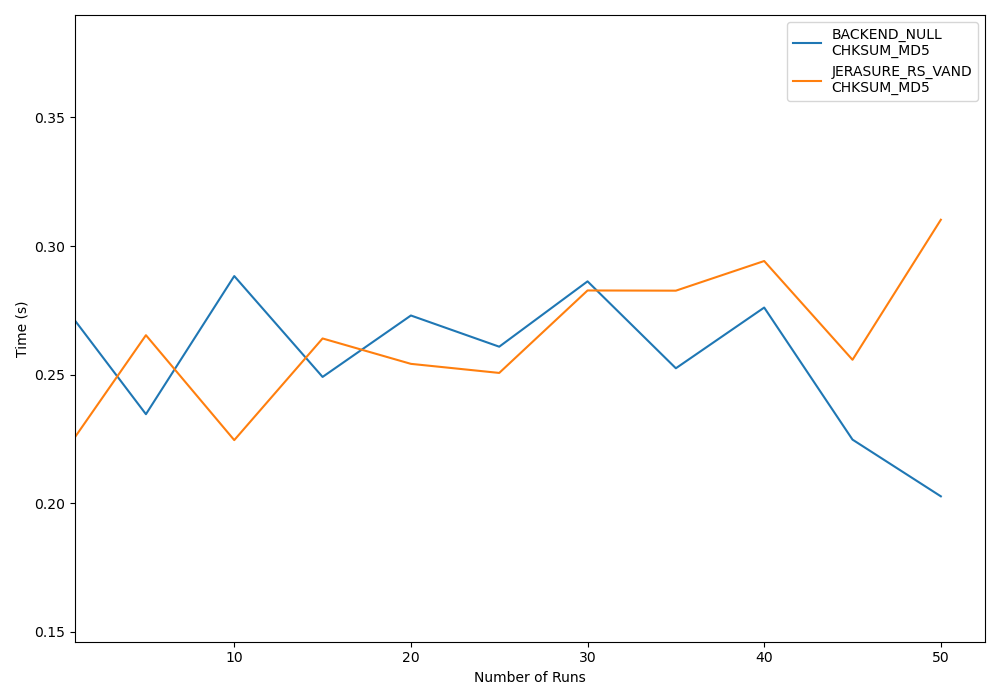 BACKEND_NULL
CHKSUM_MD5
JERASURE_RS_VAND
CHKSUM_MD5
0.35
0.30
0.25
0.20
0.15
Time (s)
10 20 30 40 50
Number of Runs